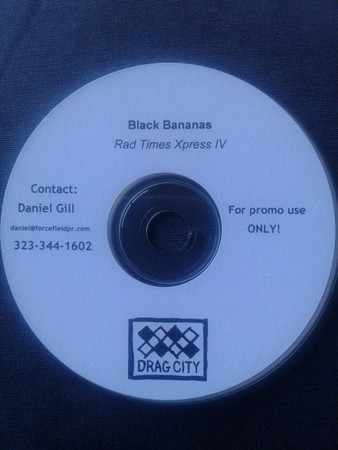 Black Bananas
Rad Times Xpress IV
Contact:
Daniel Gill
daniel@forcefieldpr.com
323-344-1602
For promo use
ONLY!
DRAG CITY